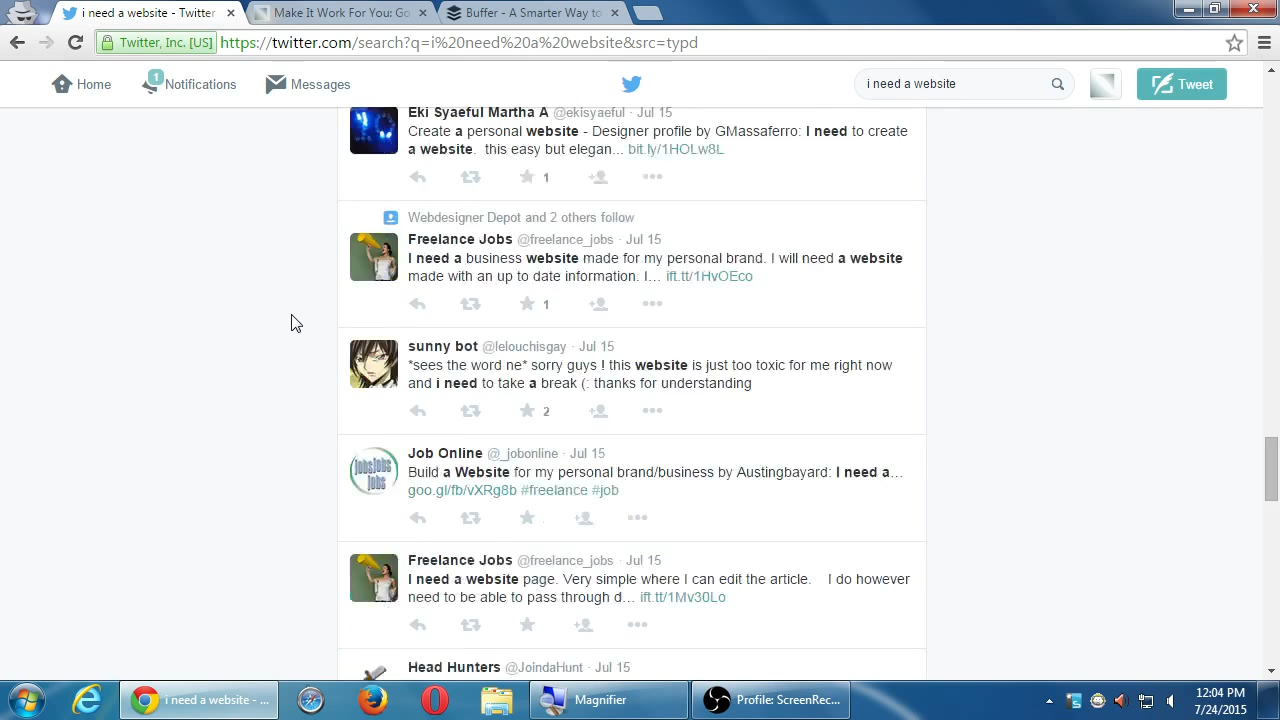 i need a website - Twitter
Make It Work For You: Go
Buffer - A Smarter Way to
Twitter, Inc. [US]
https://twitter.com/search?q=i%20need%20a%20website&src=typd
Home
1
Notifications
Messages
i need a website
Tweet
Eki Syaeful Martha A @ekisyaeful · Jul 15
Create a personal website - Designer profile by GMassaferro: I need to create
a website. this easy but elegan... bit.ly/1HOLw8L
1
Webdesigner Depot and 2 others follow
Freelance Jobs @freelance_jobs · Jul 15
I need a business website made for my personal brand. I will need a website
made with an up to date information. I... ift.tt/1HvOEco
1
sunny bot @lelouchisgay · Jul 15
*sees the word ne* sorry guys ! this website is just too toxic for me right now
and i need to take a break (: thanks for understanding
2
Job Online @_jobonline · Jul 15
Build a Website for my personal brand/business by Austingbayard: I need a...
goo.gl/fb/vXRg8b #freelance #job
Freelance Jobs @freelance_jobs · Jul 15
I need a website page. Very simple where I can edit the article. I do however
need to be able to pass through d... ift.tt/1Mv30Lo
Head Hunters @JoindaHunt · Jul 15
i need a website - ...
Magnifier
Profile: ScreenRec...
12:04 PM
7/24/2015